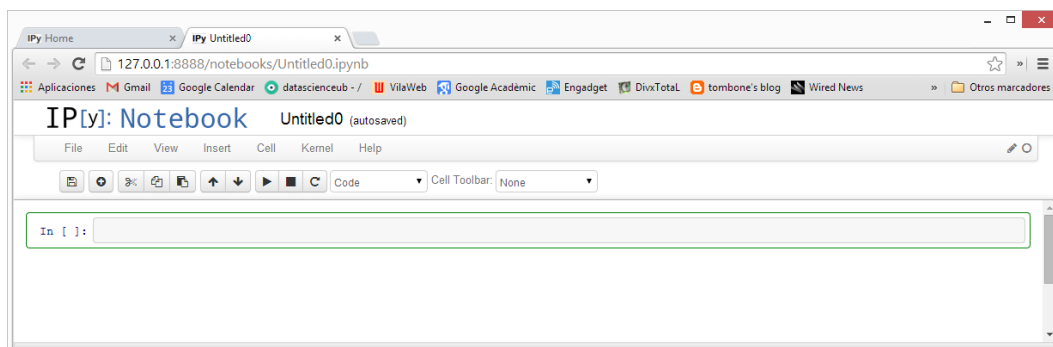 IPy Home IPy Untitled0
127.0.0.1:8888/notebooks/Untitled0.ipynb
Aplicaciones Gmail 23 Google Calendar datascienceub - / VilaWeb Google Acadèmic Engadget DivxTotaL tombone's blog Wired News » Otros marcadores
IP[y]: Notebook Untitled0 (autosaved)
File Edit View Insert Cell Kernel Help
Code Cell Toolbar: None
In [ ]: